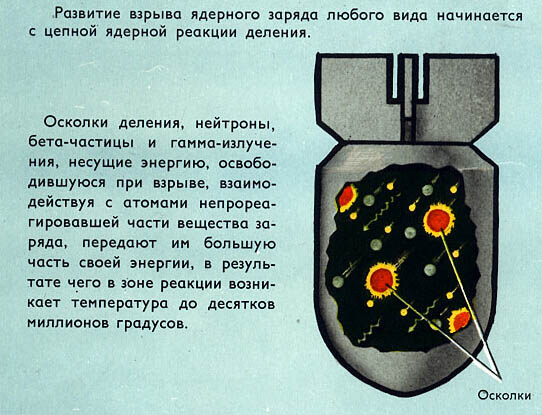 Развитие взрыва ядерного заряда любого вида начинается
с цепной ядерной реакции деления.
Осколки деления, нейтроны,
бета-частицы и гамма-излуче-
ния, несущие энергию, освобо-
дившуюся при взрыве, взаимо-
действуя с атомами непрореа-
гировавшей части вещества за-
ряда, передают им большую
часть своей энергии, в резуль-
тате чего в зоне реакции возни-
кает температура до десятков
миллионов градусов.
Осколки